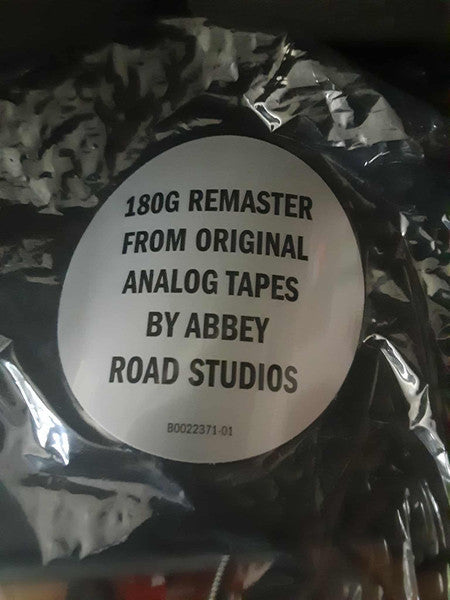 180G REMASTER
FROM ORIGINAL
ANALOG TAPES
BY ABBEY
ROAD STUDIOS
B0022371-01